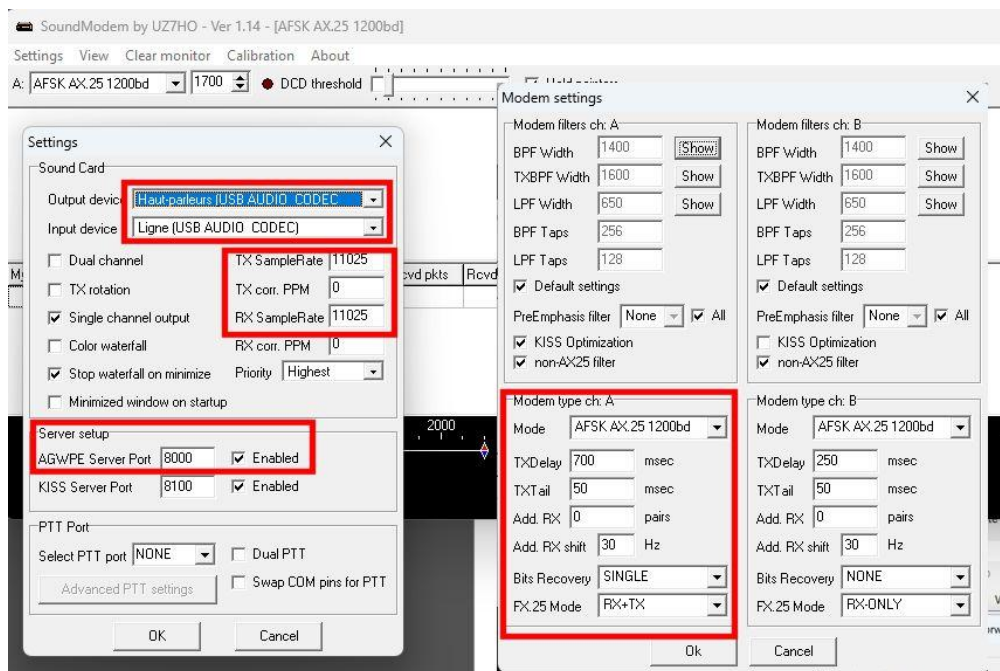 SoundModem by UZ7HO - Ver 1.14 - [AFSK AX.25 1200bd]
Settings View Clear monitor Calibration About
A: AFSK AX.25 1200bd 1700 DCD threshold
Settings
Sound Card
Output device Haut-parleurs (USB AUDIO CODEC
Input device Ligne (USB AUDIO CODEC)
Dual channel TX SampleRate 11025
TX rotation TX corr. PPM 0
Single channel output RX SampleRate 11025
Color waterfall RX corr. PPM 0
Stop waterfall on minimize Priority Highest
Minimized window on startup
Server setup
AGWPE Server Port 8000 Enabled
KISS Server Port 8100 Enabled
PTT Port
Select PTT port NONE Dual PTT
Advanced PTT settings Swap COM pins for PTT
OK Cancel
pkts
2000
Modem settings
Modem filters ch: A
BPF Width 1400 Show
TXBPF Width 1600 Show
LPF Width 650 Show
BPF Taps 256
LPF Taps 128
Default settings
PreEmphasis filter None All
KISS Optimization
non-AX25 filter
Modem type ch: A
Mode AFSK AX.25 1200bd
TXDelay 700 msec
TXTail 50 msec
Add. RX 0 pairs
Add. RX shift 30 Hz
Bits Recovery SINGLE
FX.25 Mode RX+TX
Modem filters ch: B
BPF Width 1400 Show
TXBPF Width 1600 Show
LPF Width 650 Show
BPF Taps 256
LPF Taps 128
Default settings
PreEmphasis filter None All
KISS Optimization
non-AX25 filter
Modem type ch: B
Mode AFSK AX.25 1200bd
TXDelay 250 msec
TXTail 50 msec
Add. RX 0 pairs
Add. RX shift 30 Hz
Bits Recovery NONE
FX.25 Mode RX-ONLY
Ok Cancel